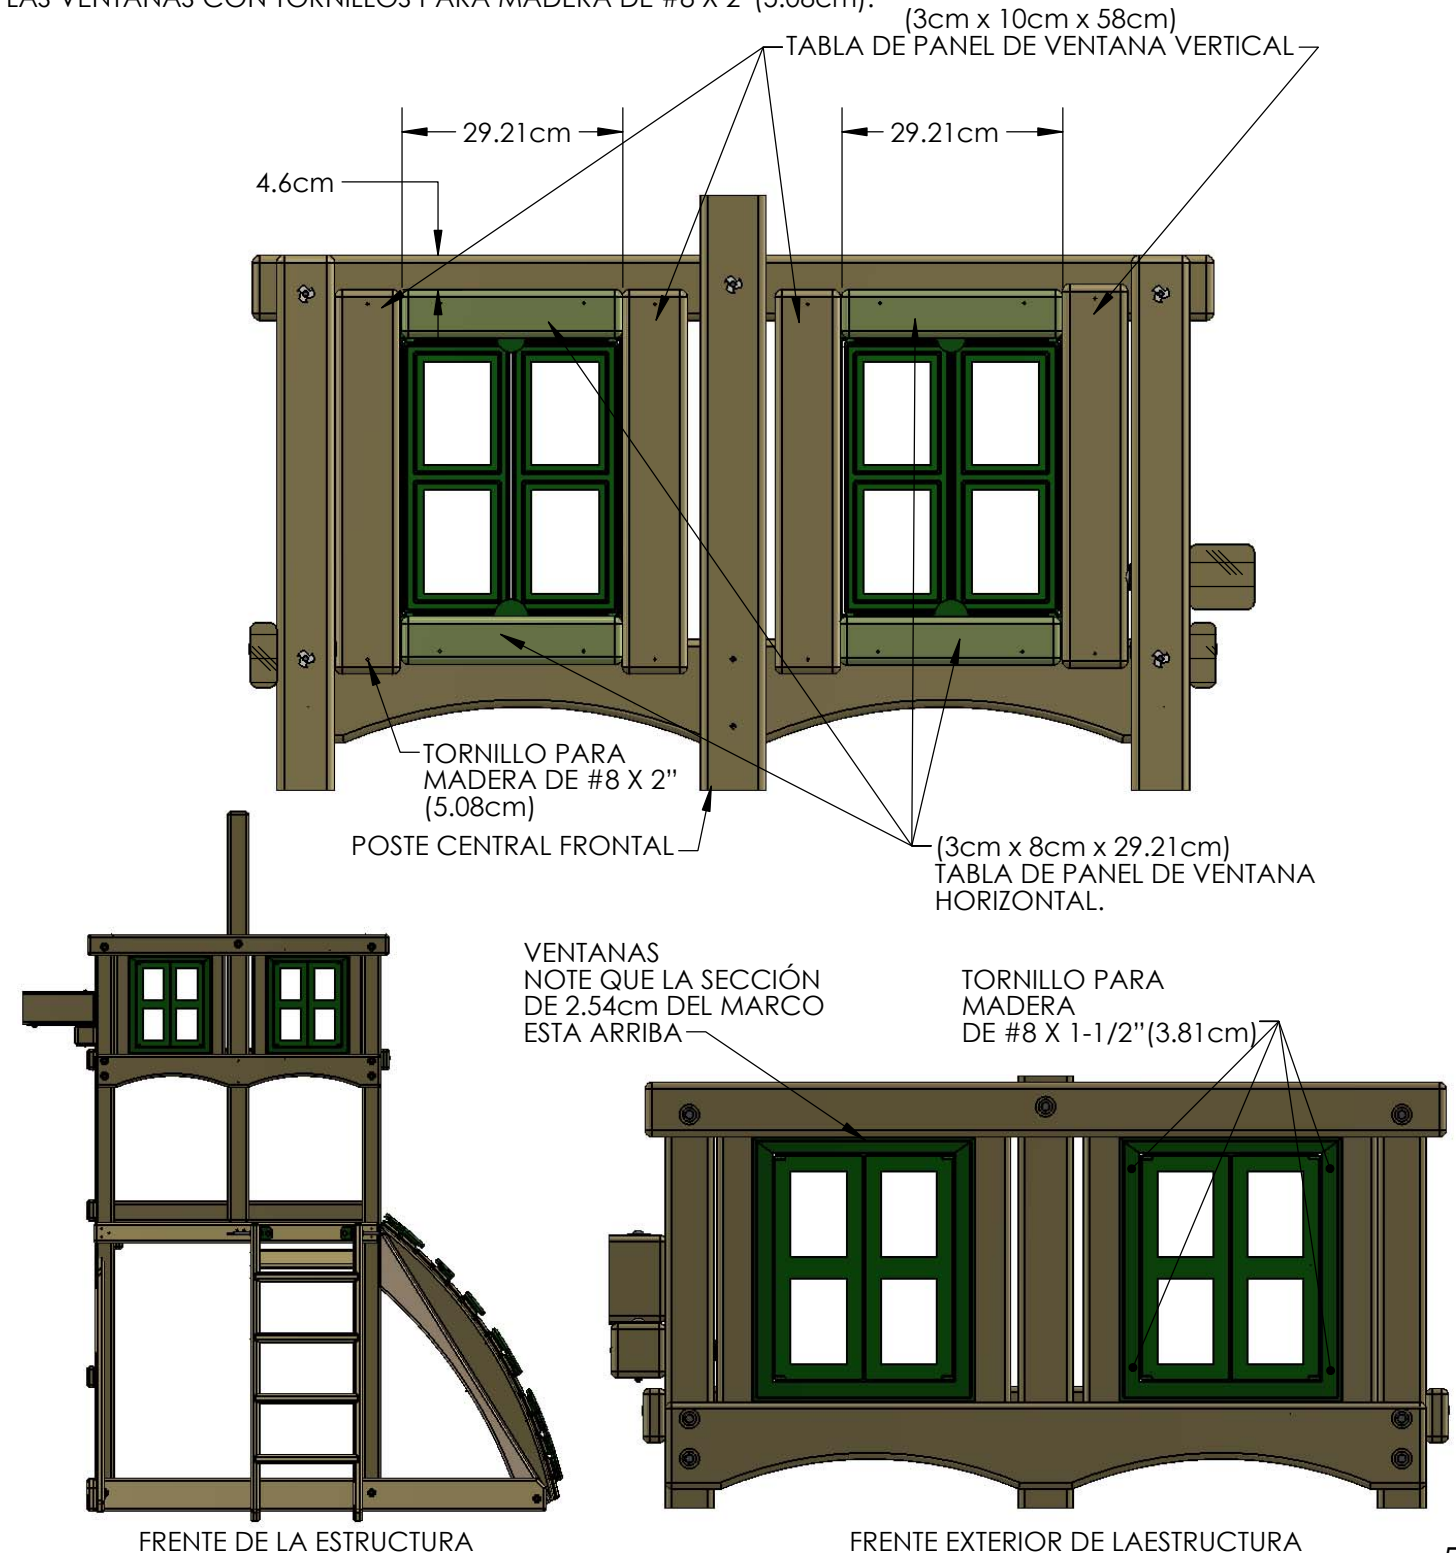 LAS VENTANAS CON TORNILLOS PARA MADERA DE #8 X 2"(5.08cm).
(3cm x 10cm x 58cm)
TABLA DE PANEL DE VENTANA VERTICAL
29.21cm
29.21cm
4.6cm
TORNILLO PARA
MADERA DE #8 X 2”
(5.08cm)
POSTE CENTRAL FRONTAL
(3cm x 8cm x 29.21cm)
TABLA DE PANEL DE VENTANA
HORIZONTAL.
VENTANAS
NOTE QUE LA SECCIÓN
DE 2.54cm DEL MARCO
ESTA ARRIBA
TORNILLO PARA
MADERA
DE #8 X 1-1/2”(3.81cm)
FRENTE DE LA ESTRUCTURA
FRENTE EXTERIOR DE LAESTRUCTURA